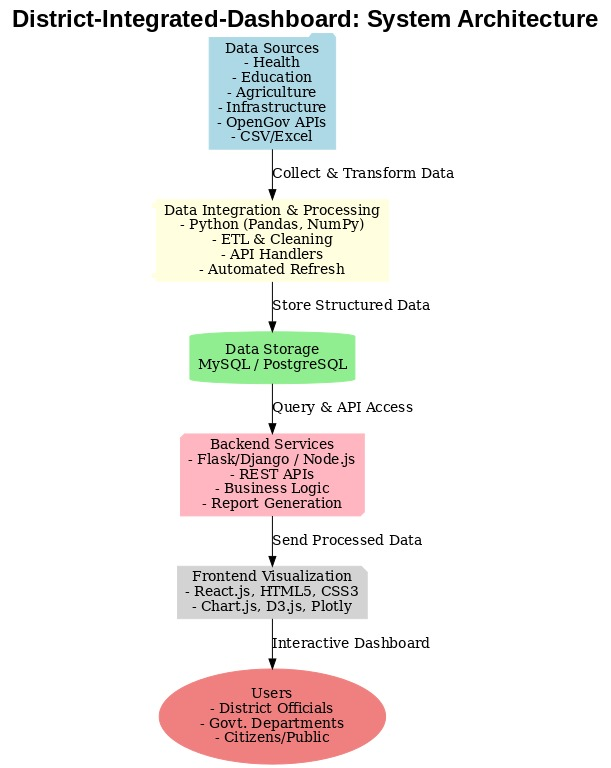 District-Integrated-Dashboard: System Architecture
Data Sources
- Health
- Education
- Agriculture
- Infrastructure
- OpenGov APIs
- CSV/Excel
Collect & Transform Data
Data Integration & Processing
- Python (Pandas, NumPy)
- ETL & Cleaning
- API Handlers
- Automated Refresh
Store Structured Data
Data Storage
MySQL / PostgreSQL
Query & API Access
Backend Services
- Flask/Django / Node.js
- REST APIs
- Business Logic
- Report Generation
Send Processed Data
Frontend Visualization
- React.js, HTML5, CSS3
- Chart.js, D3.js, Plotly
Interactive Dashboard
Users
- District Officials
- Govt. Departments
- Citizens/Public